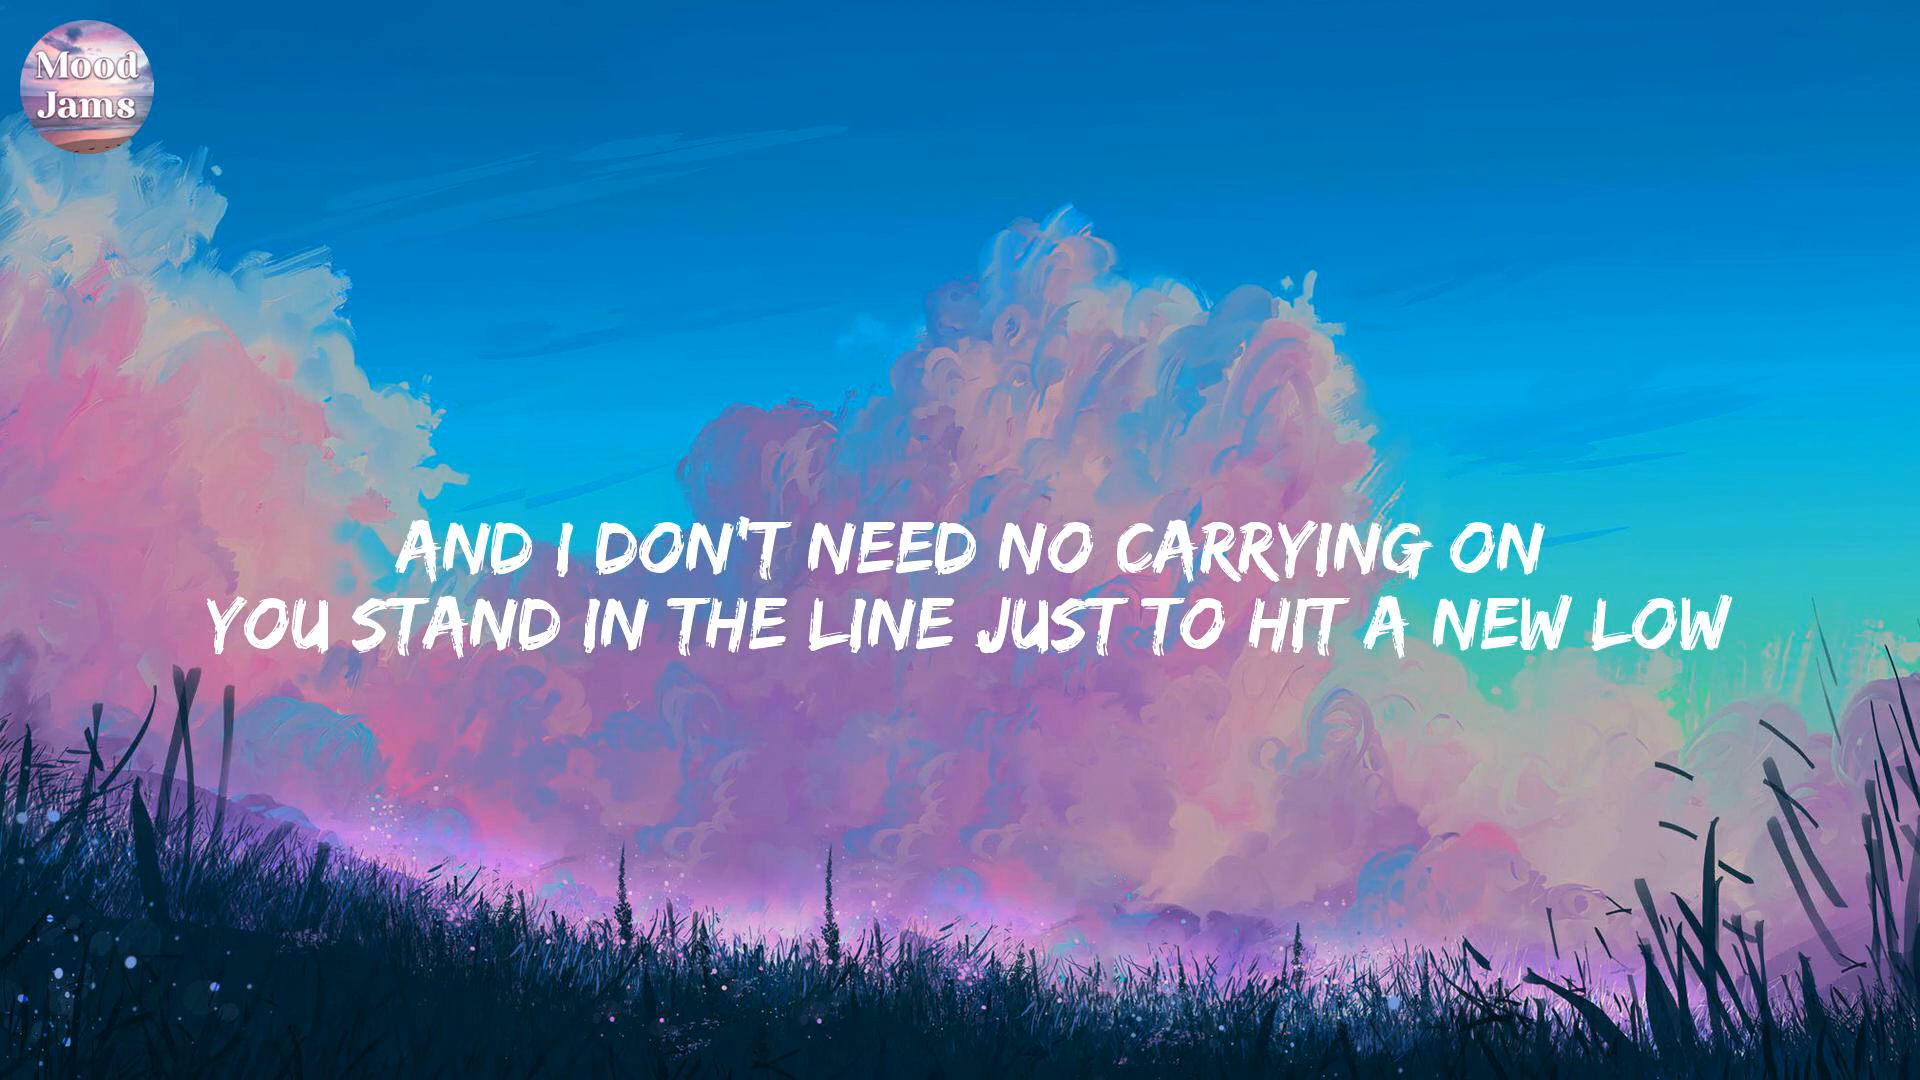 Mood
Jams
AND I DON'T NEED NO CARRYING ON
YOU STAND IN THE LINE JUST TO HIT A NEW LOW